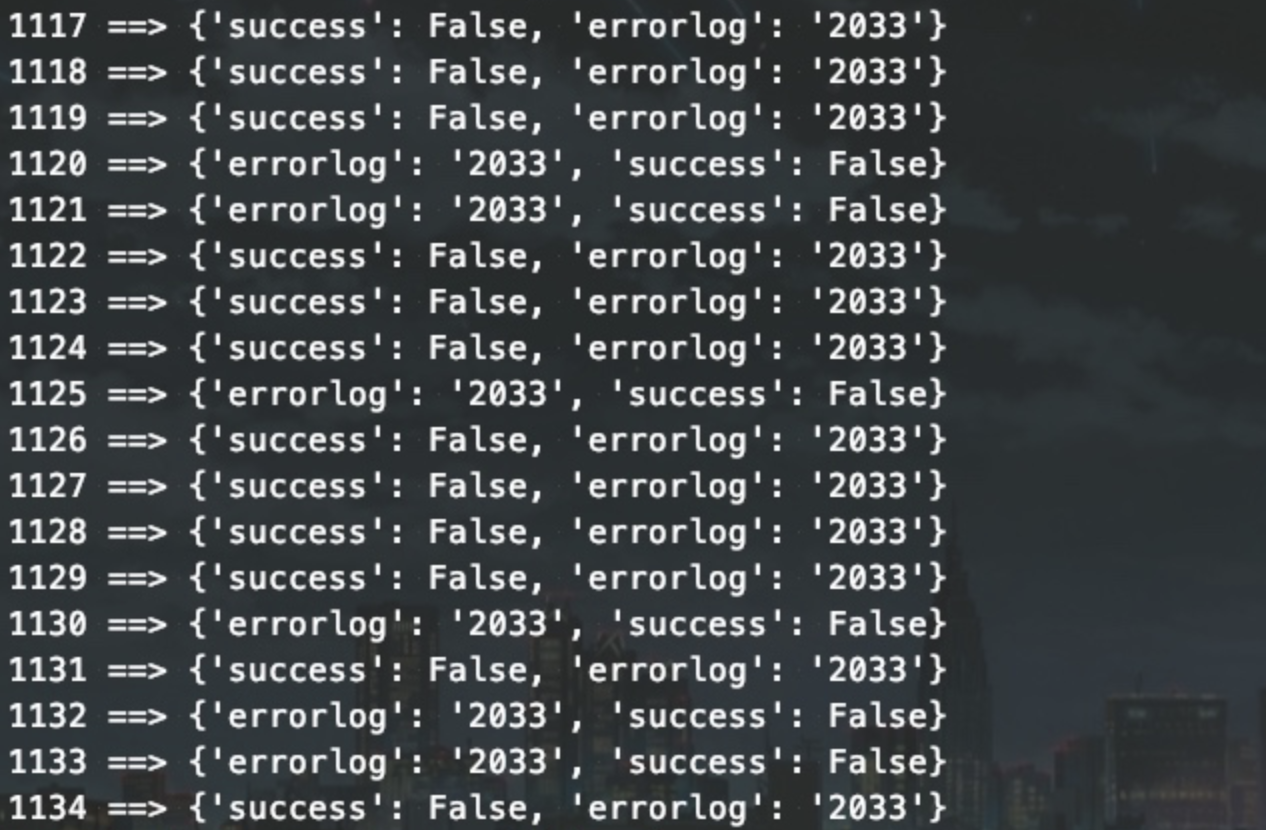 1117 ==> {'success': False, 'errorlog': '2033'}
1118 ==> {'success': False, 'errorlog': '2033'}
1119 ==> {'success': False, 'errorlog': '2033'}
1120 ==> {'errorlog': '2033', 'success': False}
1121 ==> {'errorlog': '2033', 'success': False}
1122 ==> {'success': False, 'errorlog': '2033'}
1123 ==> {'success': False, 'errorlog': '2033'}
1124 ==> {'success': False, 'errorlog': '2033'}
1125 ==> {'errorlog': '2033', 'success': False}
1126 ==> {'success': False, 'errorlog': '2033'}
1127 ==> {'success': False, 'errorlog': '2033'}
1128 ==> {'success': False, 'errorlog': '2033'}
1129 ==> {'success': False, 'errorlog': '2033'}
1130 ==> {'errorlog': '2033', 'success': False}
1131 ==> {'success': False, 'errorlog': '2033'}
1132 ==> {'errorlog': '2033', 'success': False}
1133 ==> {'errorlog': '2033', 'success': False}
1134 ==> {'success': False, 'errorlog': '2033'}